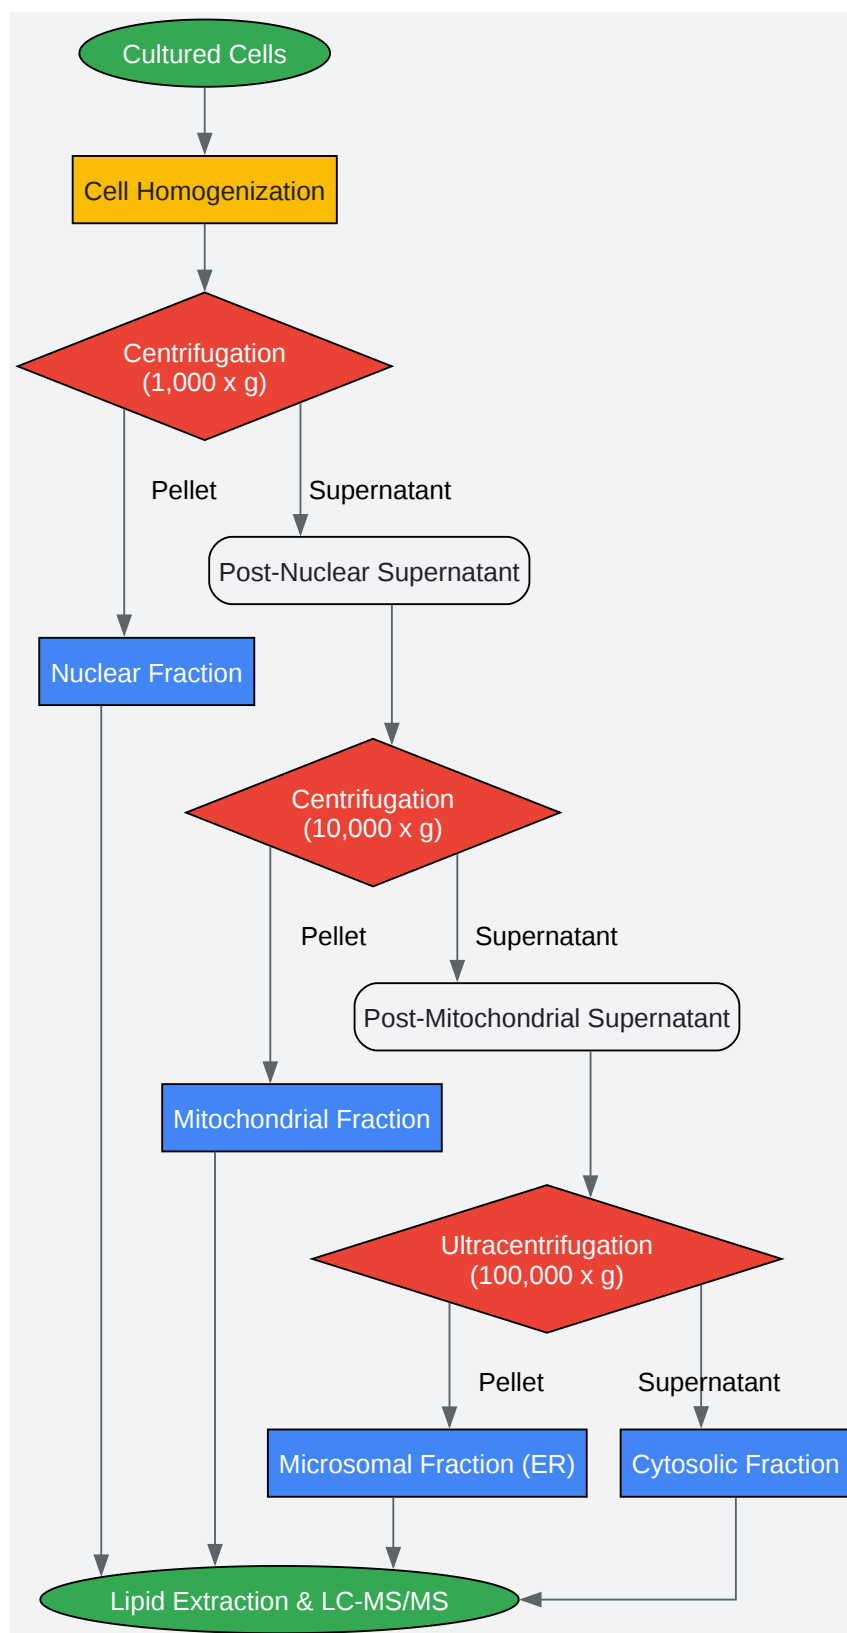 Cultured Cells
Cell Homogenization
Centrifugation
(1,000 x g)
Pellet
Supernatant
Post-Nuclear Supernatant
Nuclear Fraction
Centrifugation
(10,000 x g)
Pellet
Supernatant
Post-Mitochondrial Supernatant
Mitochondrial Fraction
Ultracentrifugation
(100,000 x g)
Pellet
Supernatant
Microsomal Fraction (ER)
Cytosolic Fraction
Lipid Extraction & LC-MS/MS